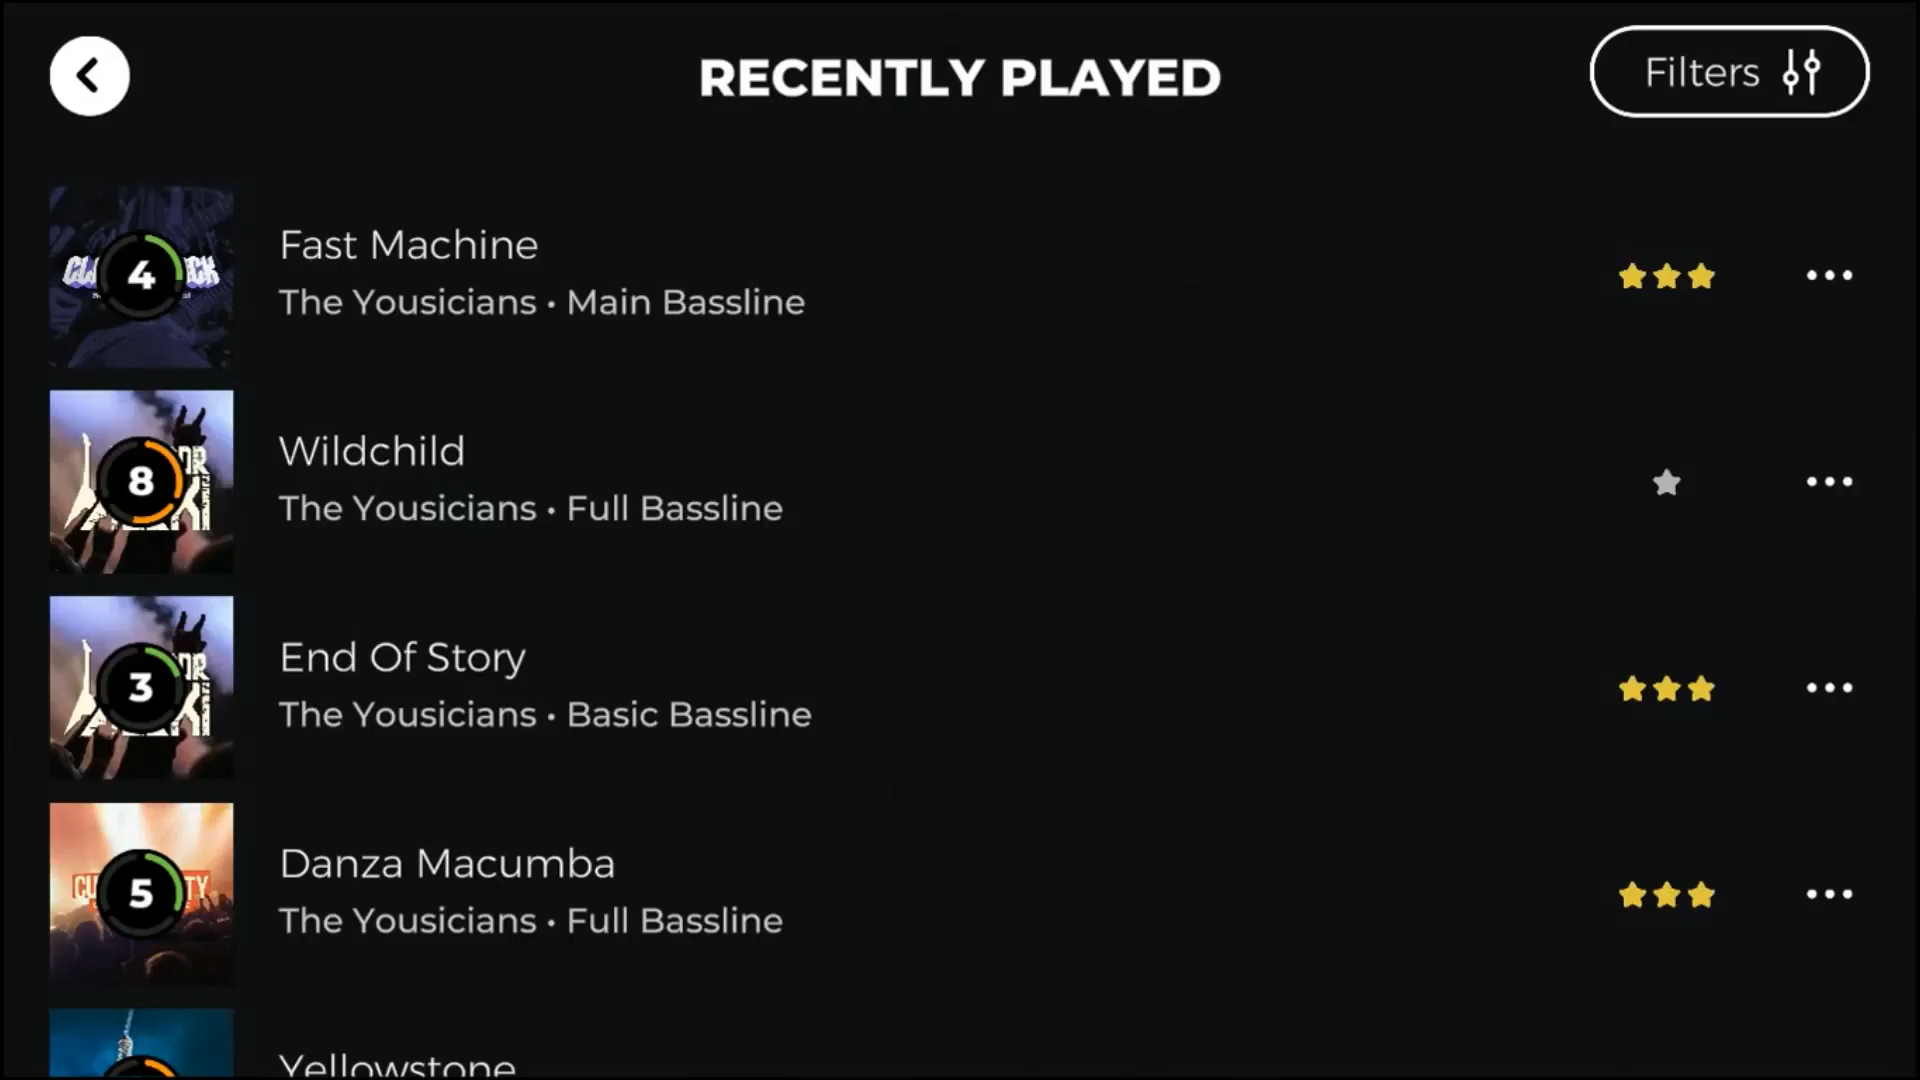 RECENTLY PLAYED
Filters
4
Fast Machine
The Yousicians • Main Bassline
8
Wildchild
The Yousicians • Full Bassline
3
End Of Story
The Yousicians • Basic Bassline
5
Danza Macumba
The Yousicians • Full Bassline
Yellowstone